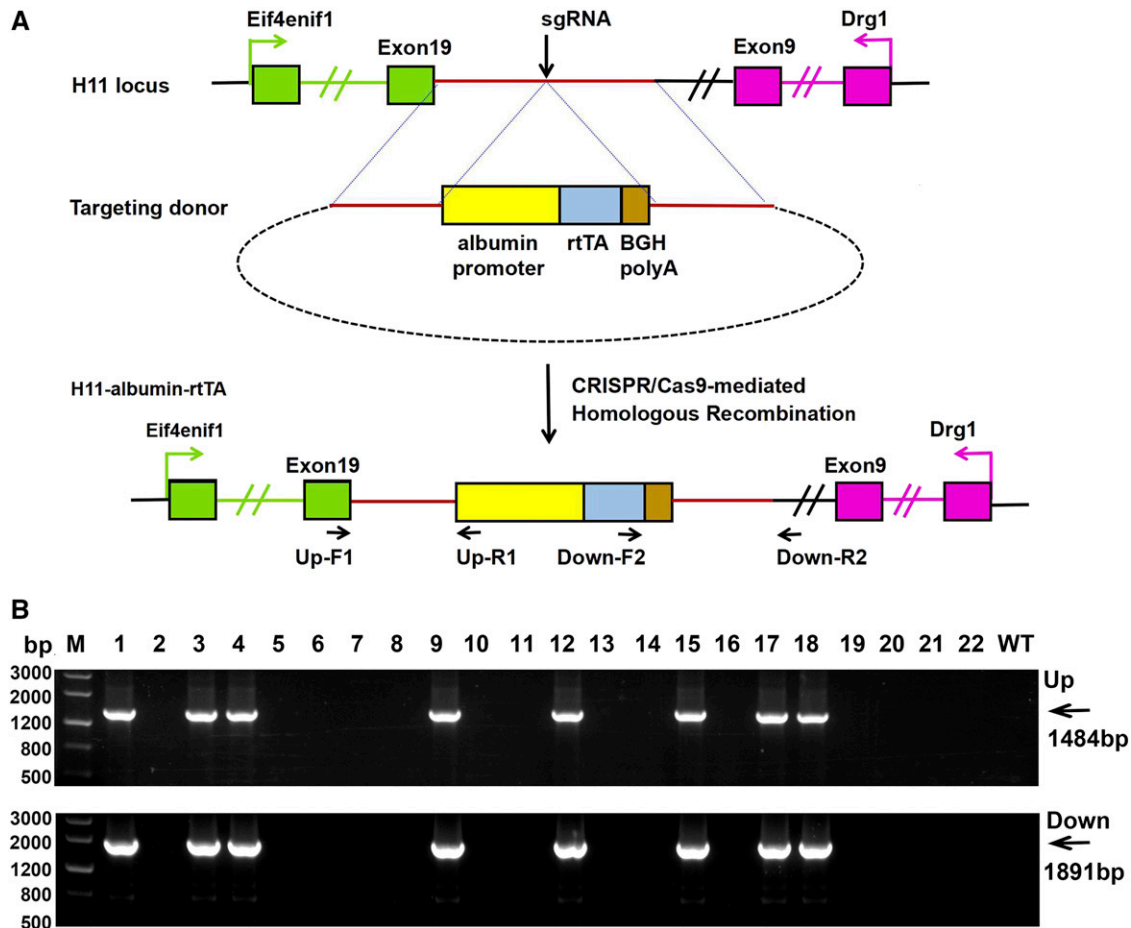 A
Eif4enif1
sgRNA
Drg1
Exon19
Exon9
H11 locus
Targeting donor
albumin
promoter
rtTA
BGH
polyA
H11-albumin-rtTA
CRISPR/Cas9-mediated
Homologous Recombination
Eif4enif1
Drg1
Exon19
Exon9
Up-F1
Up-R1
Down-F2
Down-R2
B
bp M 1 2 3 4 5 6 7 8 9 10 11 12 13 14 15 16 17 18 19 20 21 22 WT
3000
2000
1200
800
500
Up
1484bp
3000
2000
1200
800
500
Down
1891bp